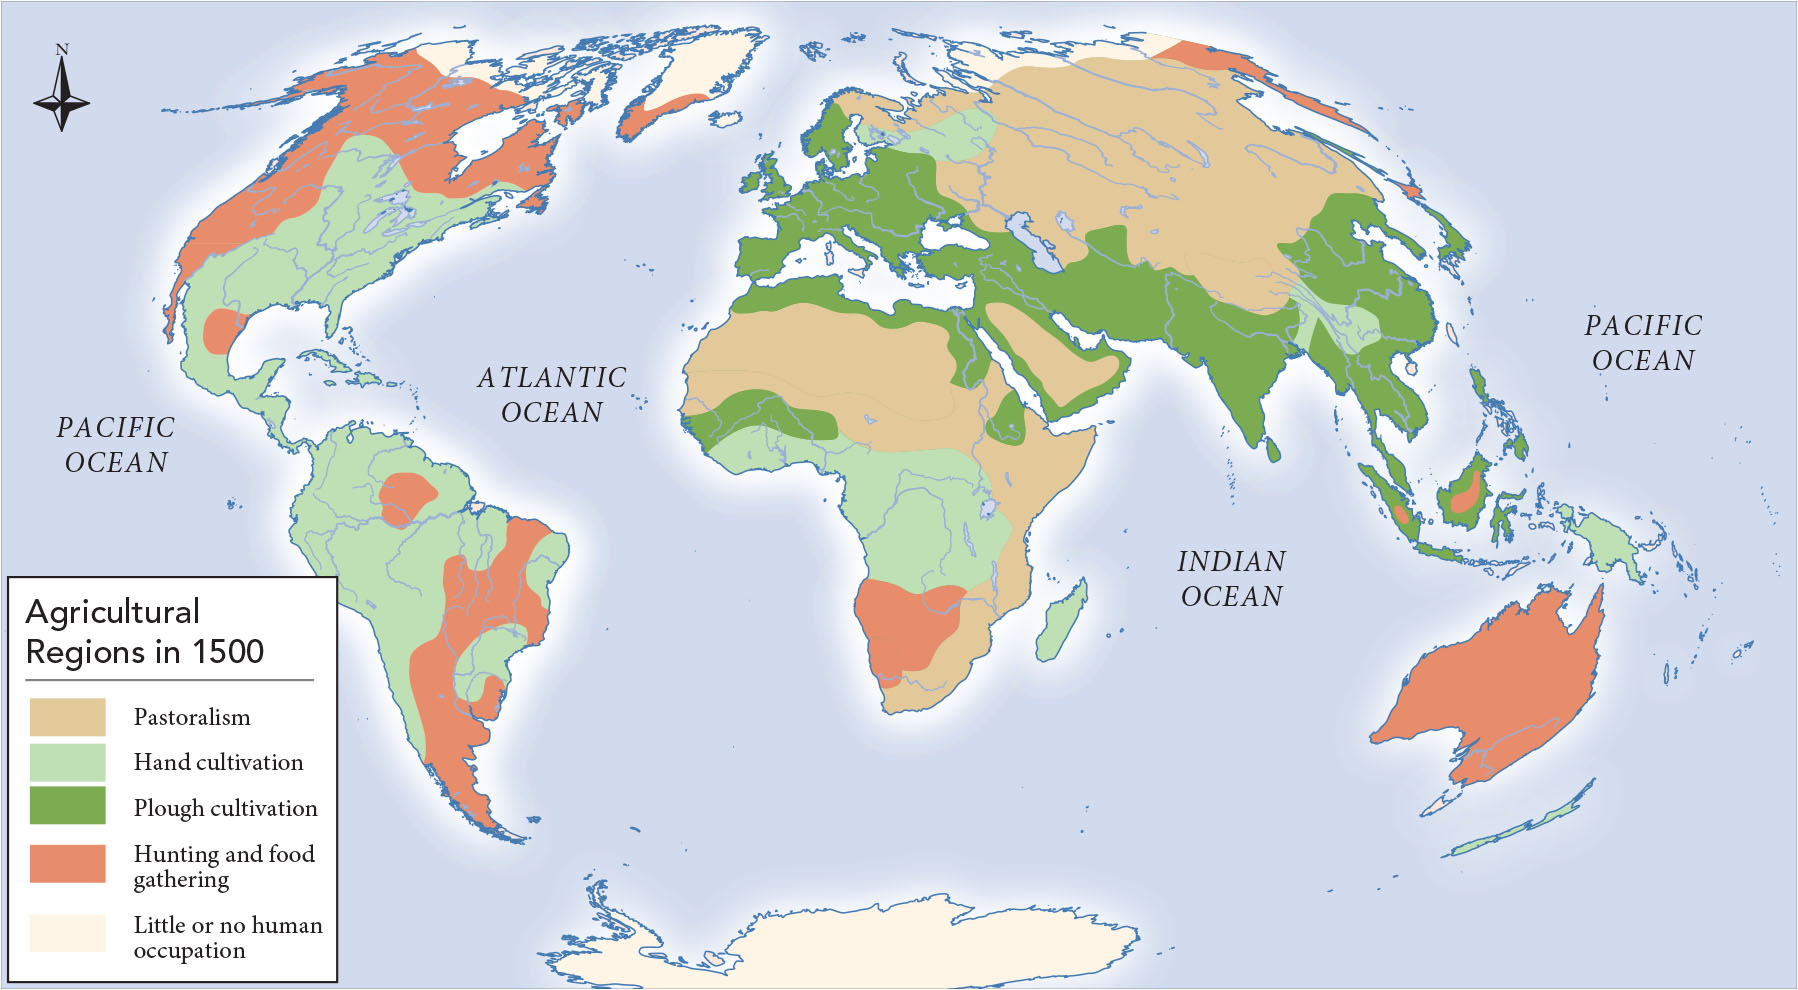 N
PACIFIC
OCEAN
ATLANTIC
OCEAN
PACIFIC
OCEAN
INDIAN
OCEAN
Agricultural
Regions in 1500
Pastoralism
Hand cultivation
Plough cultivation
Hunting and food
gathering
Little or no human
occupation